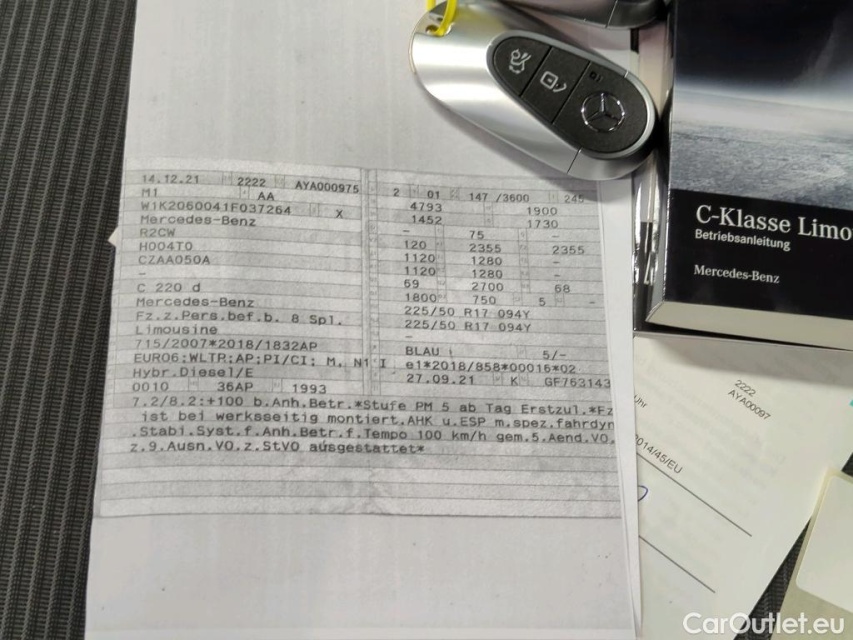 14.12.21 2222 AYA000975
M1 AA
W1K2060041F037264 X
Mercedes-Benz
R2CW
H004T0
CZAA050A
-
C 220 d
Mercedes-Benz
Fz.z.Pers.bef.b. 8 Spl.
Limousine
715/2007*2018/1832AP
EURO6;WLTR;AP;PI/CI; M, N1 I
Hybr.Diesel/E
0010 36AP 1993
2 01 147 /3600 245
4793 1900
1452 1730
- 75 -
120 2355 2355
1120 1280 -
1120 1280 -
69 2700 68
1800 750 5 -
225/50 R17 094Y
225/50 R17 094Y
BLAU 5/-
e1*2018/858*00016*02
27.09.21 K GF763143
7.2/8.2:+100 b.Anh.Betr.*Stufe PM 5 ab Tag Erstzul.*Fz
ist bei werksseitig montiert.AHK u.ESP m.spez.fahrdyn
.Stabi.Syst.f.Anh.Betr.f.Tempo 100 km/h gem.5.Aend.VO.
z.9.Ausn.VO.z.StVO ausgestattet*
C-Klasse Limo
Betriebsanleitung
Mercedes-Benz
2222
AYA00097
Uhr
2014/45/EU
CarOutlet.eu